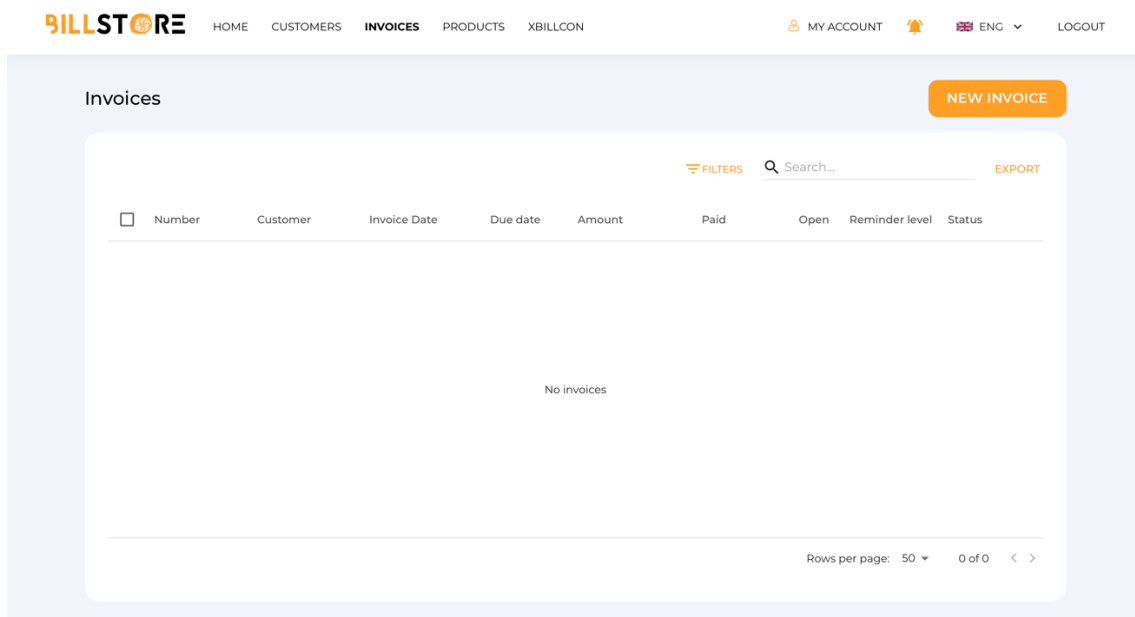 BILLSTORE HOME CUSTOMERS INVOICES PRODUCTS XBILLCON MY ACCOUNT ENG LOGOUT
Invoices NEW INVOICE
FILTERS Search... EXPORT
Number Customer Invoice Date Due date Amount Paid Open Reminder level Status
No invoices
Rows per page: 50 0 of 0